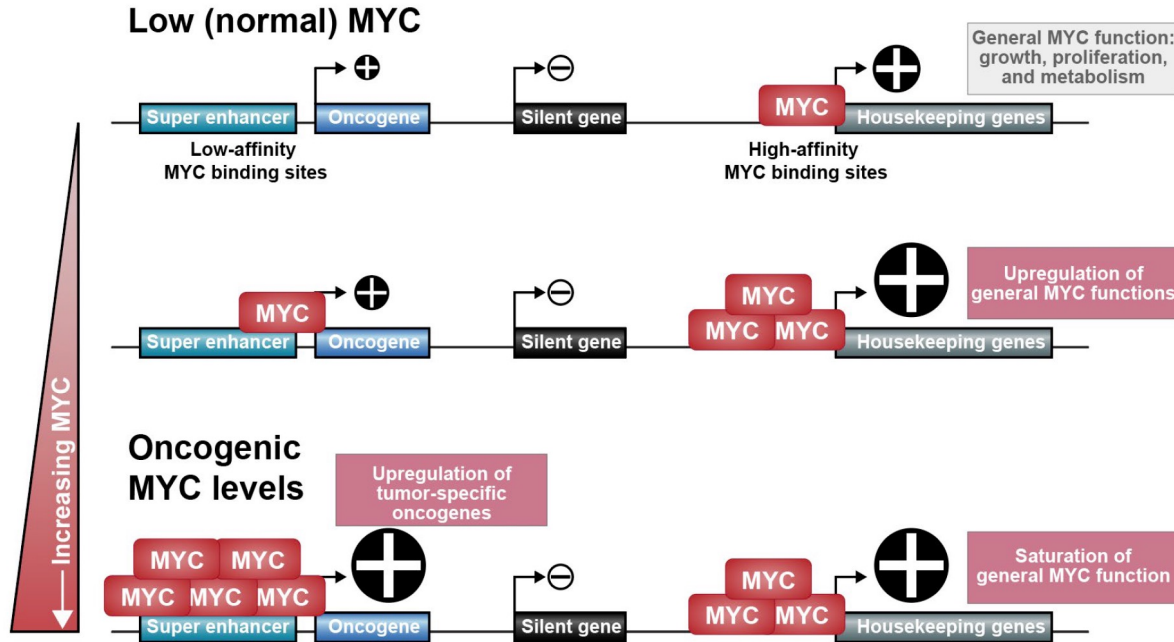 Low (normal) MYC
General MYC function:
growth, proliferation,
and metabolism
MYC
Super enhancer
Oncogene
Silent gene
Housekeeping genes
Low-affinity
MYC binding sites
High-affinity
MYC binding sites
MYC
MYC
MYC MYC
Upregulation of
general MYC functions
Super enhancer
Oncogene
Silent gene
Housekeeping genes
Increasing MYC
Oncogenic
MYC levels
Upregulation of
tumor-specific
oncogenes
MYC MYC
MYC MYC MYC
MYC
MYC MYC
Saturation of
general MYC function
Super enhancer
Oncogene
Silent gene
Housekeeping genes